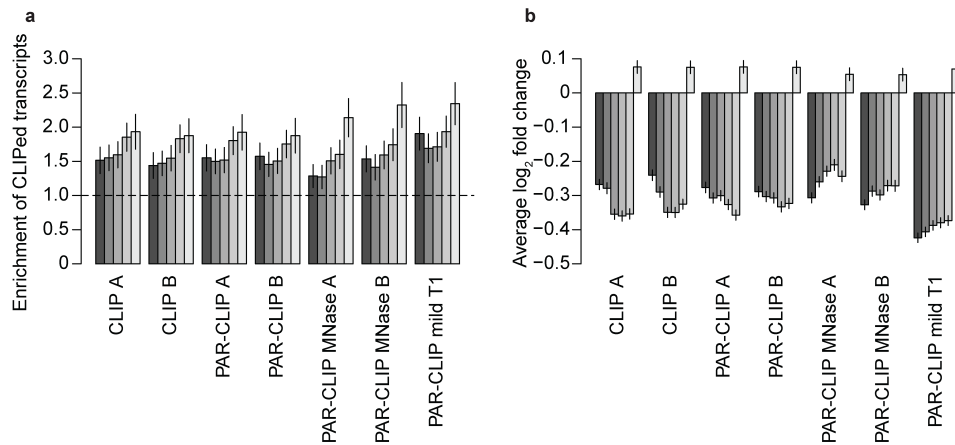 a
Enrichment of CLIPed transcripts
3.0
2.5
2.0
1.5
1.0
0.5
0
CLIP A
CLIP B
PAR-CLIP A
PAR-CLIP B
PAR-CLIP MNase A
PAR-CLIP MNase B
PAR-CLIP mild T1
b
Average log2 fold change
0.1
0
−0.1
−0.2
−0.3
−0.4
−0.5
CLIP A
CLIP B
PAR-CLIP A
PAR-CLIP B
PAR-CLIP MNase A
PAR-CLIP MNase B
PAR-CLIP mild T1